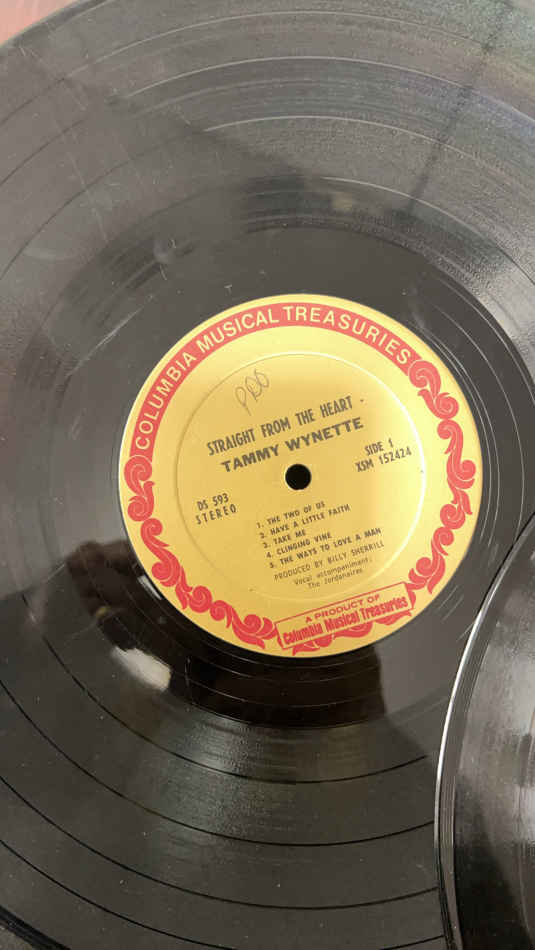 COLUMBIA MUSICAL TREASURIES
STRAIGHT FROM THE HEART -
TAMMY WYNETTE
DS 593
STEREO
SIDE 1
XSM 152424
1. THE TWO OF US
2. HAVE A LITTLE FAITH
3. TAKE ME
4. CLINGING VINE
5. THE WAYS TO LOVE A MAN
PRODUCED BY BILLY SHERRILL
Vocal accompaniment:
The Jordanaires
A PRODUCT OF
Columbia Musical Treasuries